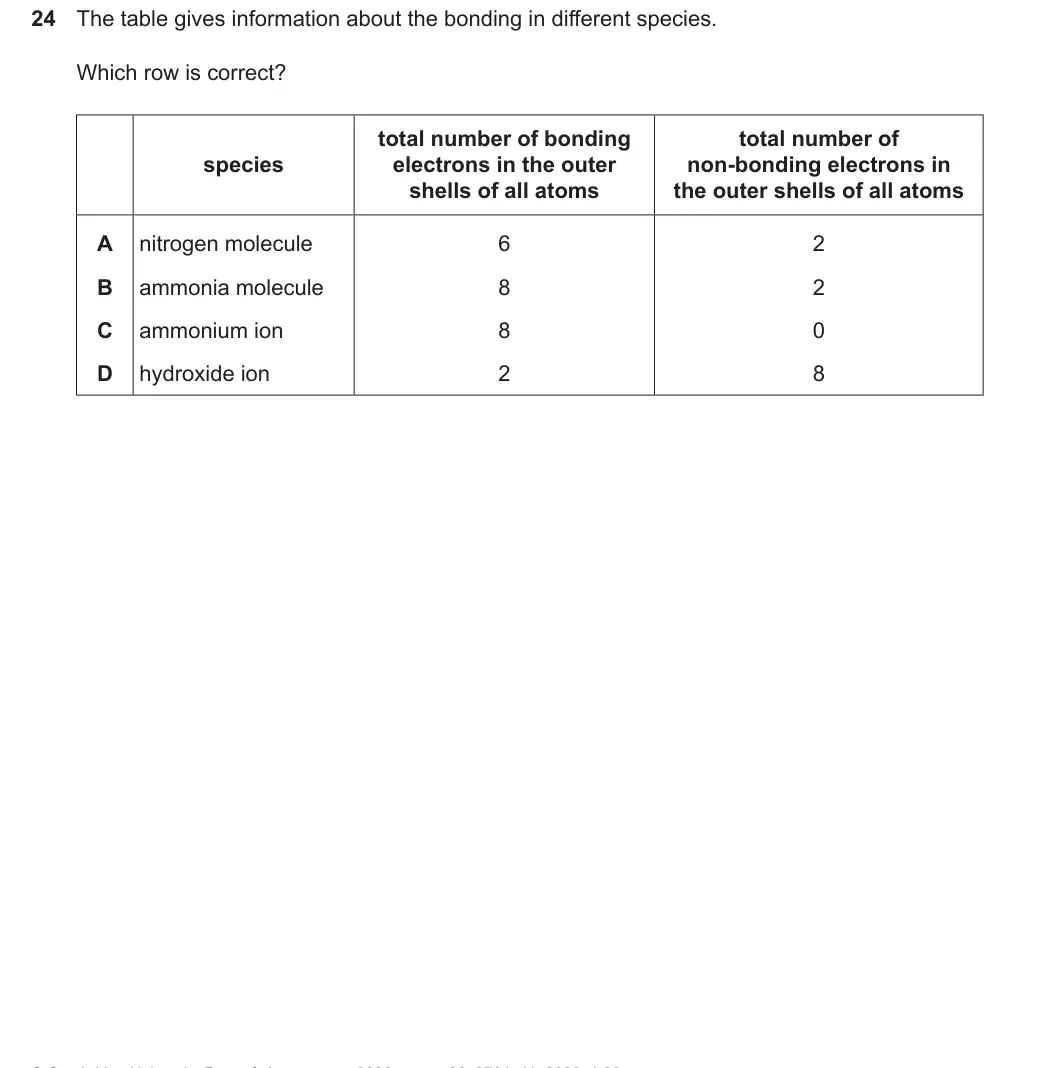 24 The table gives information about the bonding in different species.
Which row is correct?
species
total number of bonding
electrons in the outer
shells of all atoms
total number of
non-bonding electrons in
the outer shells of all atoms
A nitrogen molecule 6 2
B ammonia molecule 8 2
C ammonium ion 8 0
D hydroxide ion 2 8